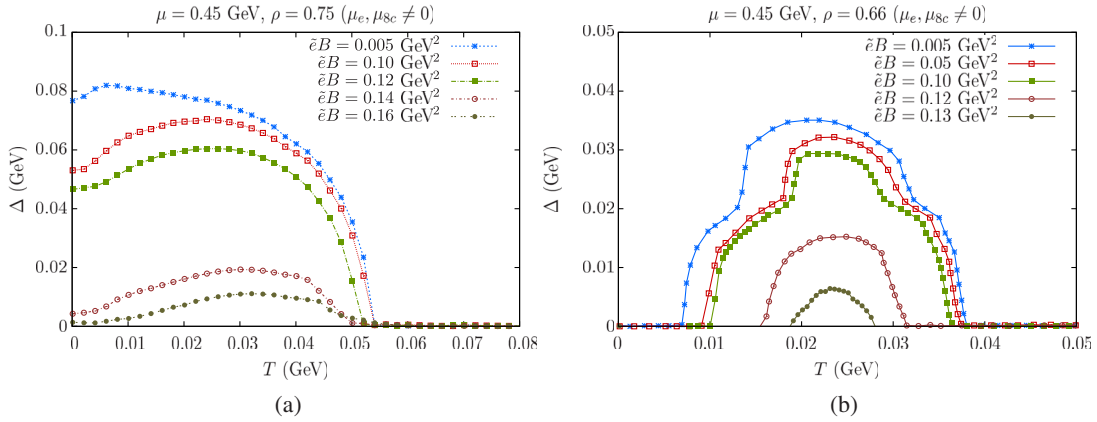 μ = 0.45 GeV, ρ = 0.75 (μₑ, μ₈c ≠ 0)
ẽB = 0.005 GeV²
ẽB = 0.10 GeV²
ẽB = 0.12 GeV²
ẽB = 0.14 GeV²
ẽB = 0.16 GeV²
Δ (GeV)
0.1
0.08
0.06
0.04
0.02
0
0 0.01 0.02 0.03 0.04 0.05 0.06 0.07 0.08
T (GeV)
(a)
μ = 0.45 GeV, ρ = 0.66 (μₑ, μ₈c ≠ 0)
ẽB = 0.005 GeV²
ẽB = 0.05 GeV²
ẽB = 0.10 GeV²
ẽB = 0.12 GeV²
ẽB = 0.13 GeV²
Δ (GeV)
0.05
0.04
0.03
0.02
0.01
0
0 0.01 0.02 0.03 0.04 0.05
T (GeV)
(b)